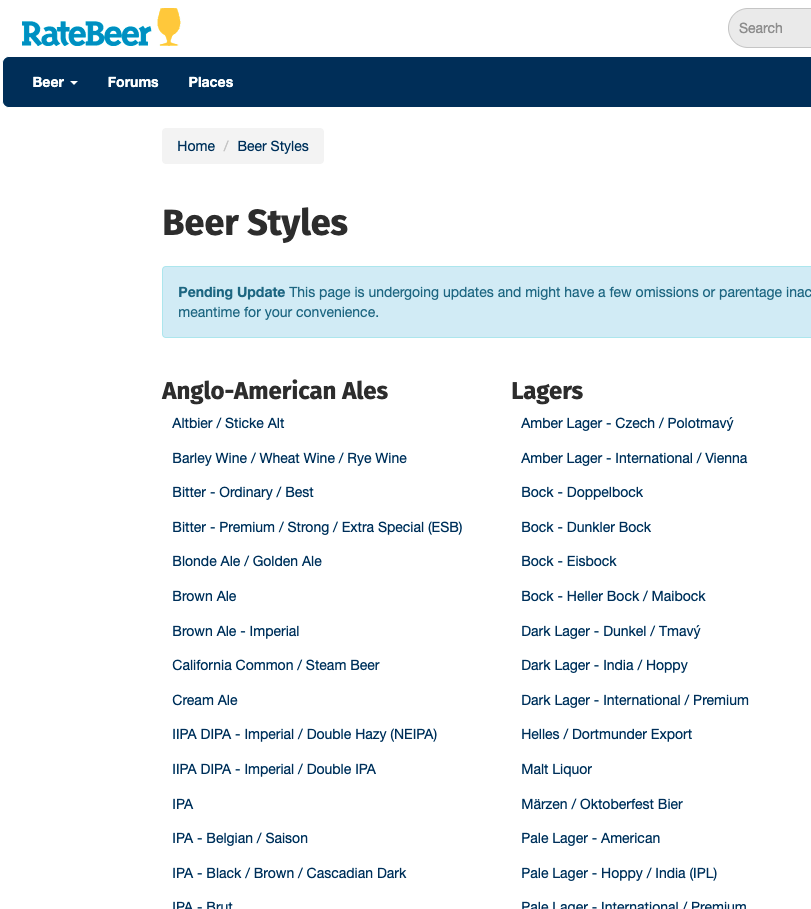 RateBeer
Search
Beer
Forums
Places
Home / Beer Styles
Beer Styles
Pending Update This page is undergoing updates and might have a few omissions or parentage
meantime for your convenience.
Anglo-American Ales
Altbier / Sticke Alt
Barley Wine / Wheat Wine / Rye Wine
Bitter - Ordinary / Best
Bitter - Premium / Strong / Extra Special (ESB)
Blonde Ale / Golden Ale
Brown Ale
Brown Ale - Imperial
California Common / Steam Beer
Cream Ale
IIPA DIPA - Imperial / Double Hazy (NEIPA)
IIPA DIPA - Imperial / Double IPA
IPA
IPA - Belgian / Saison
IPA - Black / Brown / Cascadian Dark
IPA - Brut
Lagers
Amber Lager - Czech / Polotmavý
Amber Lager - International / Vienna
Bock - Doppelbock
Bock - Dunkler Bock
Bock - Eisbock
Bock - Heller Bock / Maibock
Dark Lager - Dunkel / Tmavý
Dark Lager - India / Hoppy
Dark Lager - International / Premium
Helles / Dortmunder Export
Malt Liquor
Märzen / Oktoberfest Bier
Pale Lager - American
Pale Lager - Hoppy / India (IPL)
Pale Lager - International / Premium